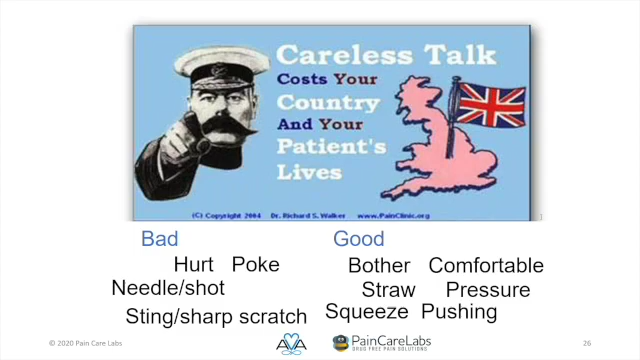 Careless Talk
Costs Your
Country
And Your
Patient's
Lives
(C) Copyright 2004 Dr. Richard S. Walker www.PainClinic.org
1
Bad Good
Hurt Poke Bother Comfortable
Needle/shot Straw Pressure
Sting/sharp scratch Squeeze Pushing
© 2020 Pain Care Labs
PainCareLabs
DRUG FREE PAIN SOLUTIONS
26